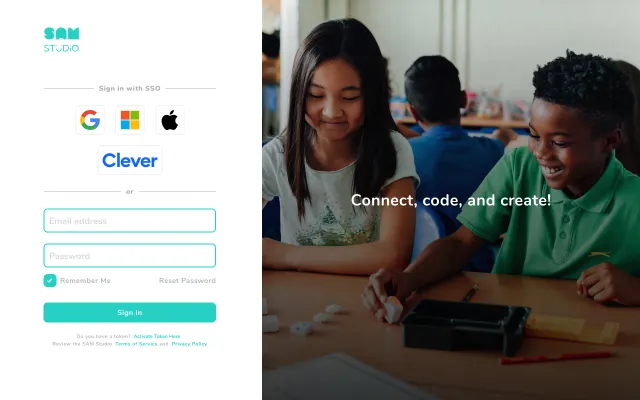 SAM
STUDIO
Sign in with SSO
Clever
or
Email address
Password
Remember Me
Reset Password
Sign in
Do you have a token? Activate Token Here
Review the SAM Studio Terms of Service and Privacy Policy
Connect, code, and create!